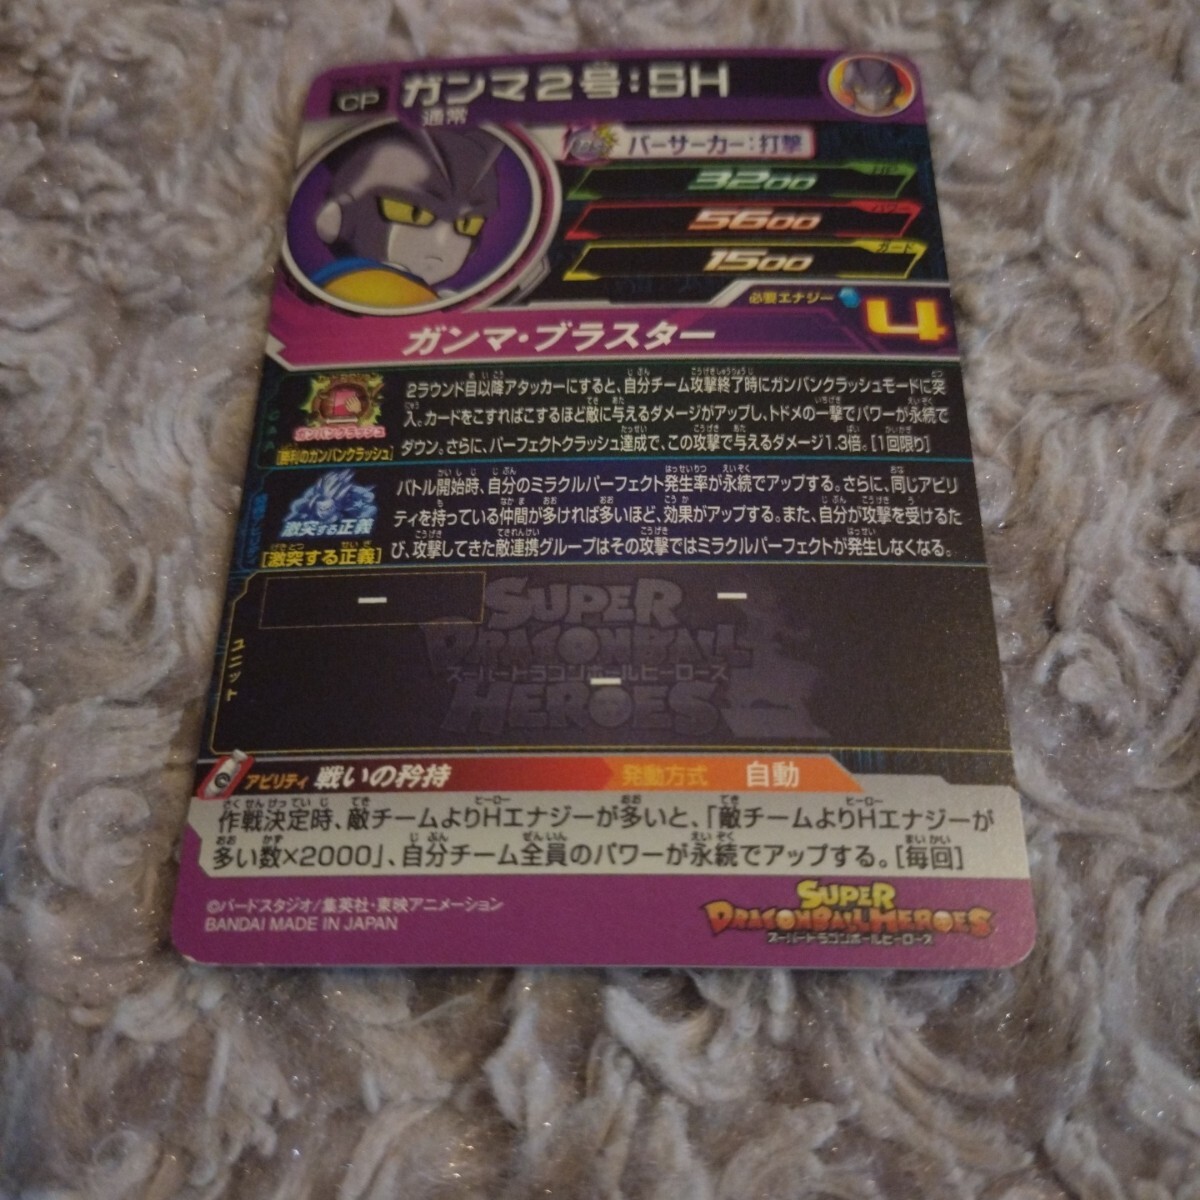 CP ガンマ2号:SH
通常
バーサーカー:打撃
3200
パワー 5600
ガード 1500
必要エナジー 4
ガンマ・ブラスター
ガンバンクラッシュ
[勝利のガンバンクラッシュ]
2ラウンド目以降アタッカーにすると、自分チーム攻撃終了時にガンバンクラッシュモードに突
入。カードをこすればこするほど敵に与えるダメージがアップし、トドメの一撃でパワーが永続で
ダウン。さらに、パーフェクトクラッシュ達成で、この攻撃で与えるダメージ1.3倍。[1回限り]
激突する正義
[激突する正義]
バトル開始時、自分のミラクルパーフェクト発生率が永続でアップする。さらに、同じアビリ
ティを持っている仲間が多ければ多いほど、効果がアップする。また、自分が攻撃を受けるた
び、攻撃してきた敵連携グループはその攻撃ではミラクルパーフェクトが発生しなくなる。
ユニット
SUPER
DRAGONBALL
スーパードラゴンボールヒーローズ
HEROES
アビリティ 戦いの矜持 発動方式 自動
作戦決定時、敵チームよりHエナジーが多いと、「敵チームよりHエナジーが
多い数×2000」、自分チーム全員のパワーが永続でアップする。[毎回]
©バードスタジオ/集英社・東映アニメーション
BANDAI MADE IN JAPAN
SUPER
DRAGONBALL HEROES
スーパードラゴンボールヒーローズ